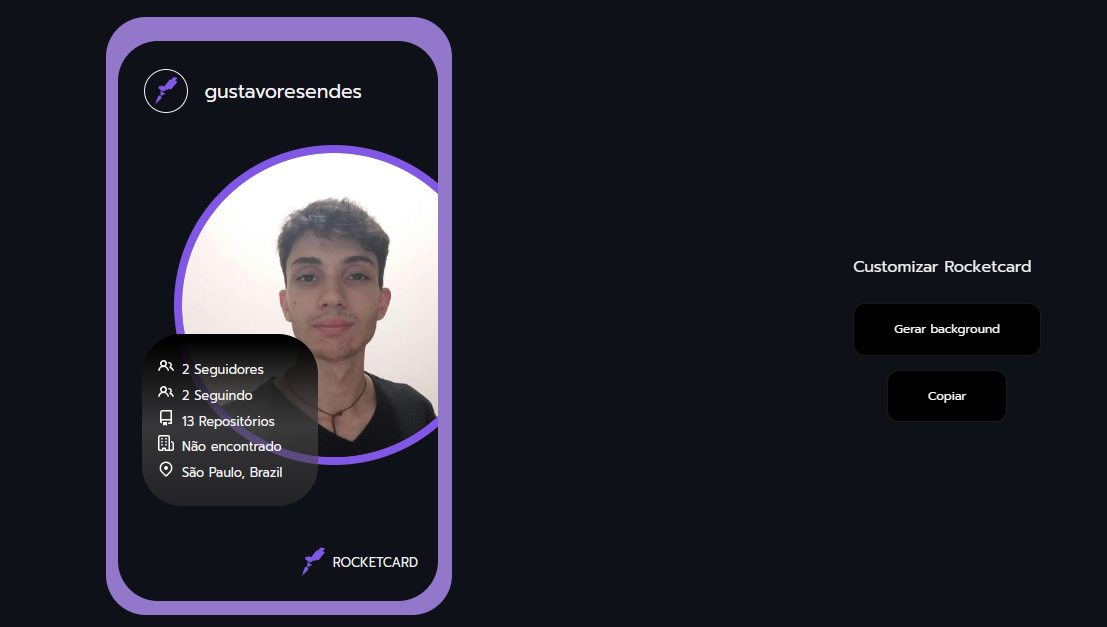 gustavoresendes
2 Seguidores
2 Seguindo
13 Repositórios
Não encontrado
São Paulo, Brazil
ROCKETCARD
Customizar Rocketcard
Gerar background
Copiar